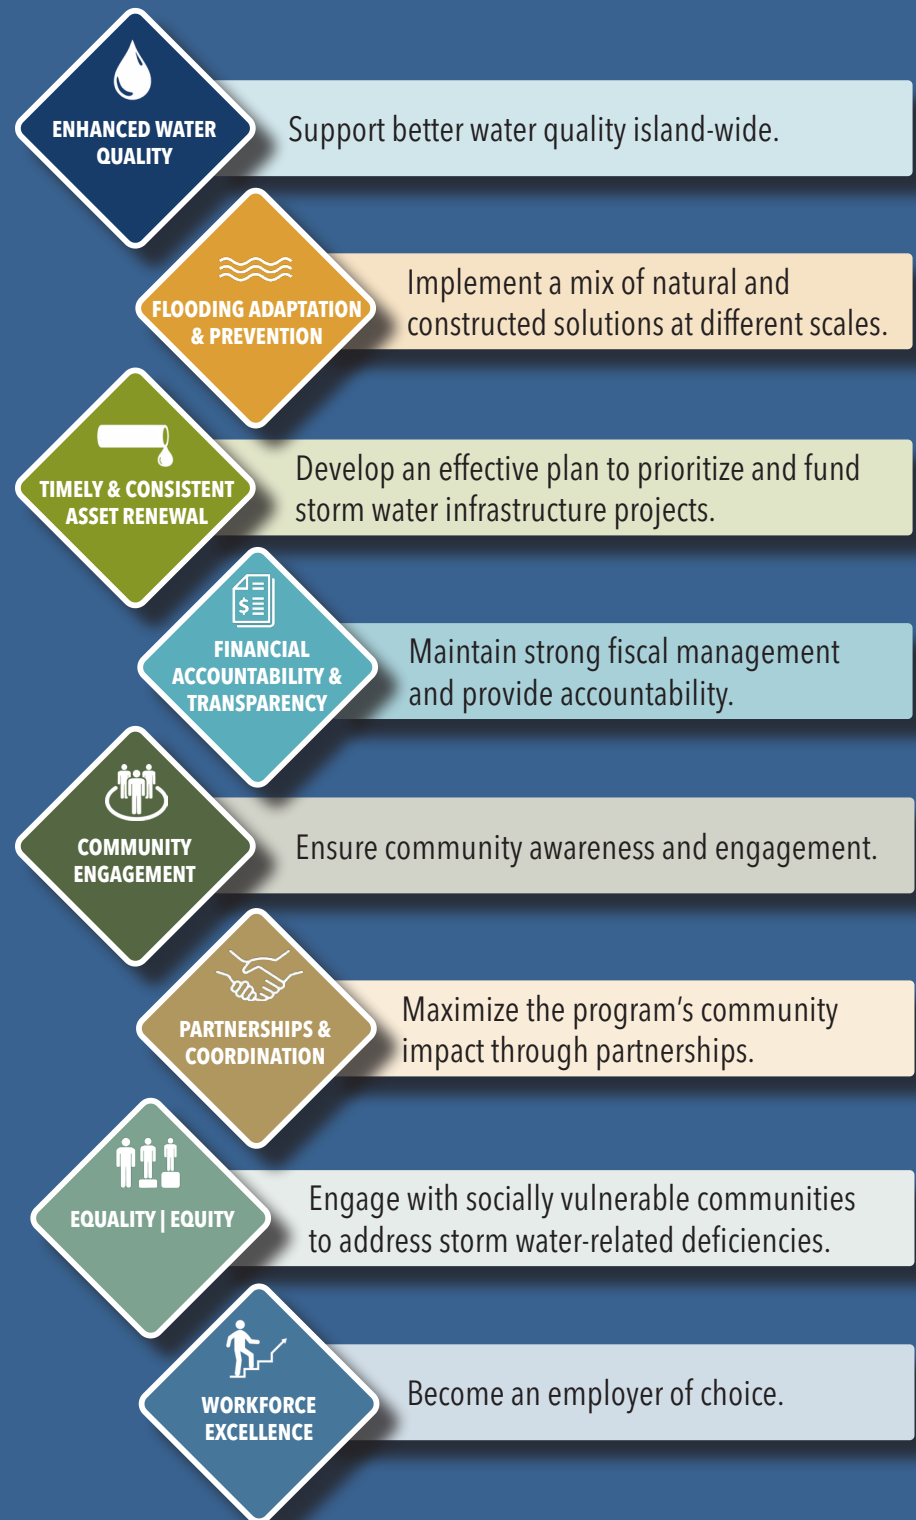 ENHANCED WATER
QUALITY
Support better water quality island-wide.
FLOODING ADAPTATION
& PREVENTION
Implement a mix of natural and
constructed solutions at different scales.
TIMELY & CONSISTENT
ASSET RENEWAL
Develop an effective plan to prioritize and fund
storm water infrastructure projects.
$
FINANCIAL
ACCOUNTABILITY &
TRANSPARENCY
Maintain strong fiscal management
and provide accountability.
COMMUNITY
ENGAGEMENT
Ensure community awareness and engagement.
PARTNERSHIPS &
COORDINATION
Maximize the program's community
impact through partnerships.
EQUALITY | EQUITY
Engage with socially vulnerable communities
to address storm water-related deficiencies.
WORKFORCE
EXCELLENCE
Become an employer of choice.